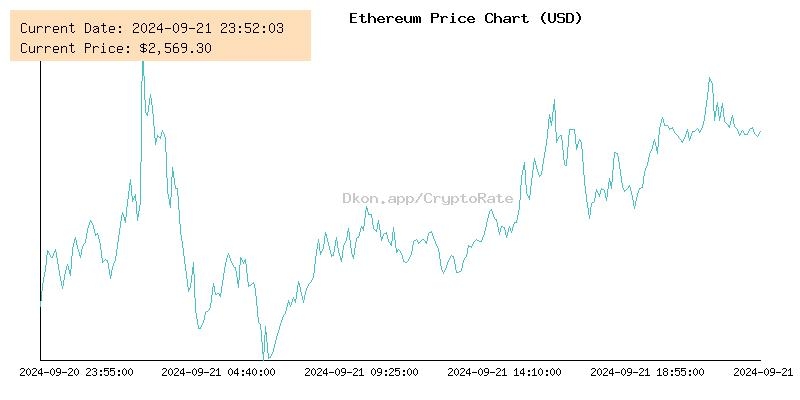 Ethereum Price Chart (USD)
Current Date: 2024-09-21 23:52:03
Current Price: $2,569.30
Dkon.app/CryptoRate
2024-09-20 23:55:00 2024-09-21 04:40:00 2024-09-21 09:25:00 2024-09-21 14:10:00 2024-09-21 18:55:00 2024-09-21